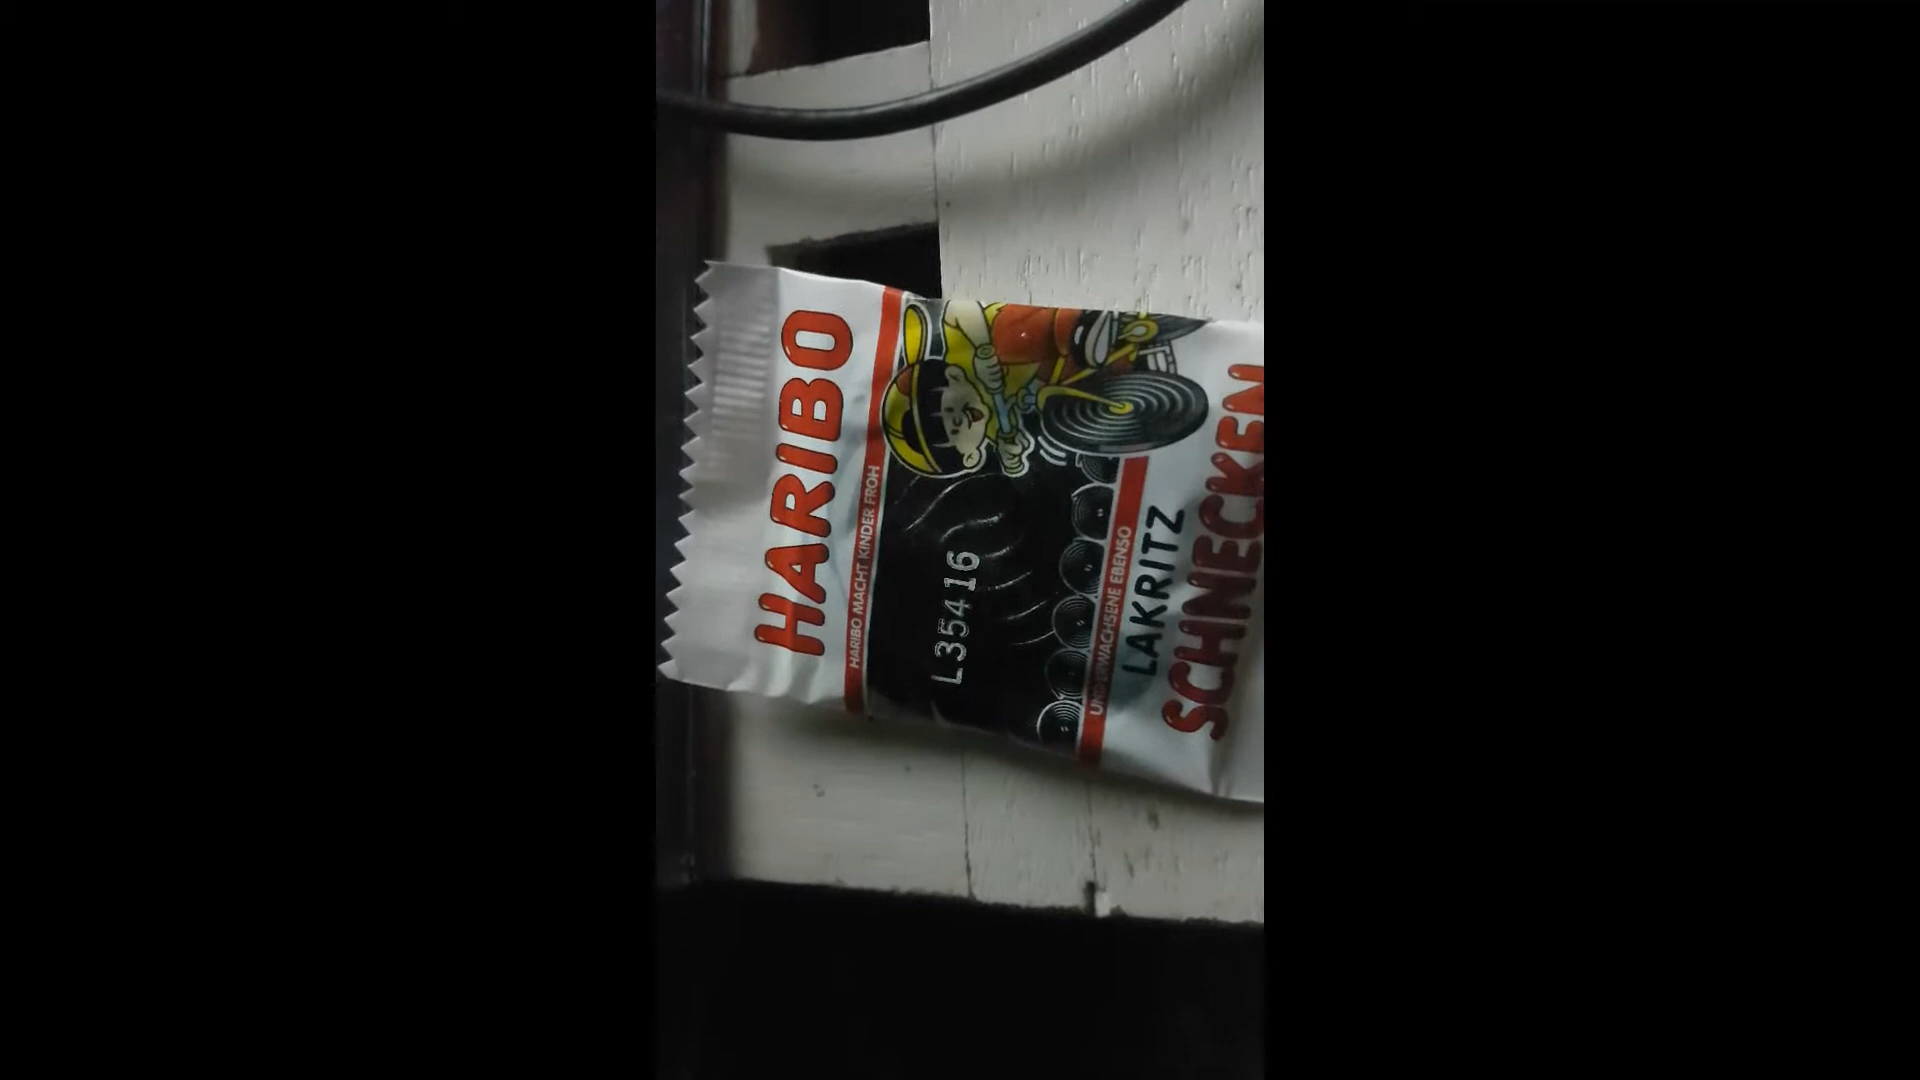 HARIBO
HARIBO MACHT KINDER FROH
L35416
UND ERWACHSENE EBENSO
LAKRITZ
SCHNECKEN